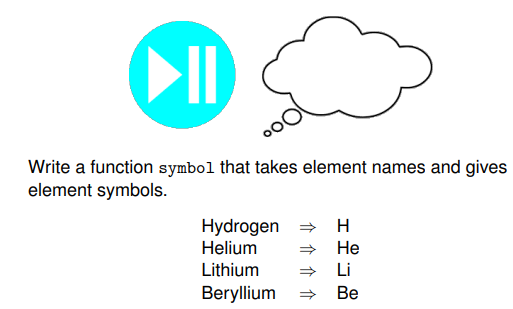 Write a function symbol that takes element names and gives
element symbols.
Hydrogen ⇒ H
Helium ⇒ He
Lithium ⇒ Li
Beryllium ⇒ Be